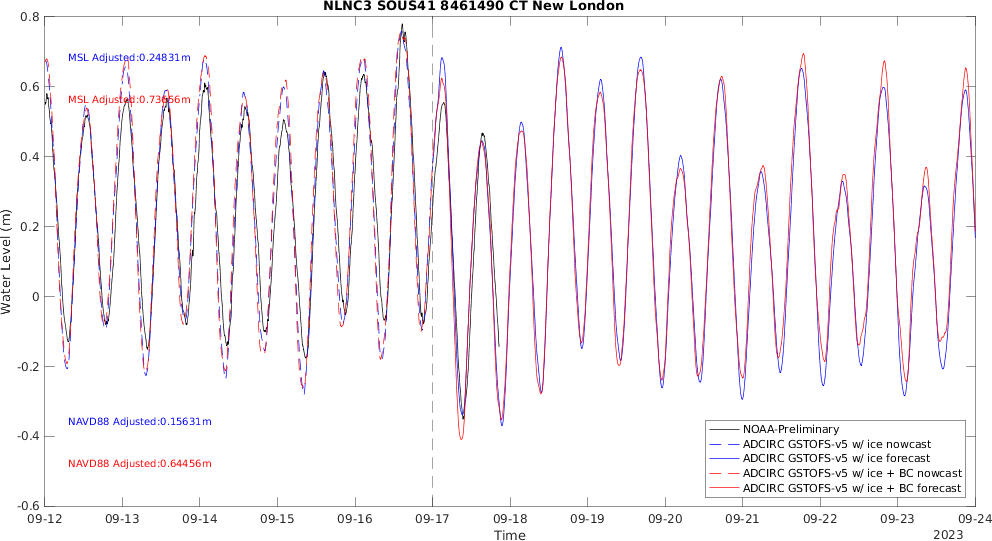 NLNC3 SOUS41 8461490 CT New London
MSL Adjusted:0.24831m
MSL Adjusted:0.73656m
NAVD88 Adjusted:0.15631m
NAVD88 Adjusted:0.64456m
Water Level (m)
0.8
0.6
0.4
0.2
0
-0.2
-0.4
-0.6
NOAA-Preliminary
ADCIRC GSTOFS-v5 w/ ice nowcast
ADCIRC GSTOFS-v5 w/ ice forecast
ADCIRC GSTOFS-v5 w/ ice + BC nowcast
ADCIRC GSTOFS-v5 w/ ice + BC forecast
09-12 09-13 09-14 09-15 09-16 09-17 09-18 09-19 09-20 09-21 09-22 09-23 09-24
Time
2023